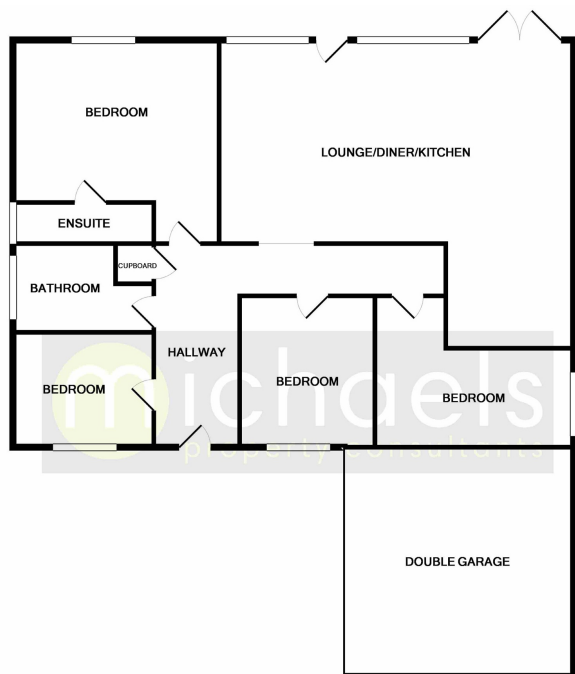 BEDROOM
LOUNGE/DINER/KITCHEN
ENSUITE
CUPBOARD
BATHROOM
HALLWAY
BEDROOM
BEDROOM
BEDROOM
michaels
property consultants
DOUBLE GARAGE